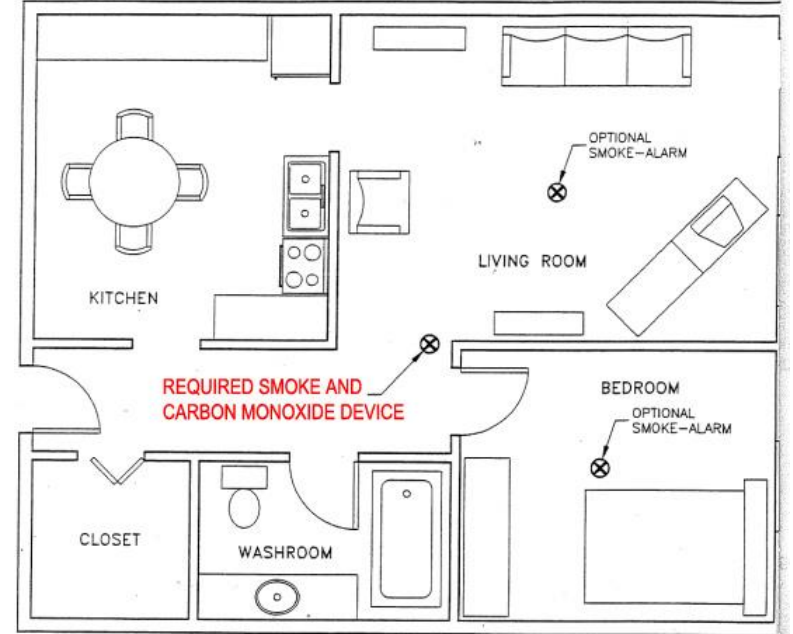 OPTIONAL
SMOKE-ALARM
LIVING ROOM
KITCHEN
REQUIRED SMOKE AND
CARBON MONOXIDE DEVICE
BEDROOM
OPTIONAL
SMOKE-ALARM
CLOSET
WASHROOM